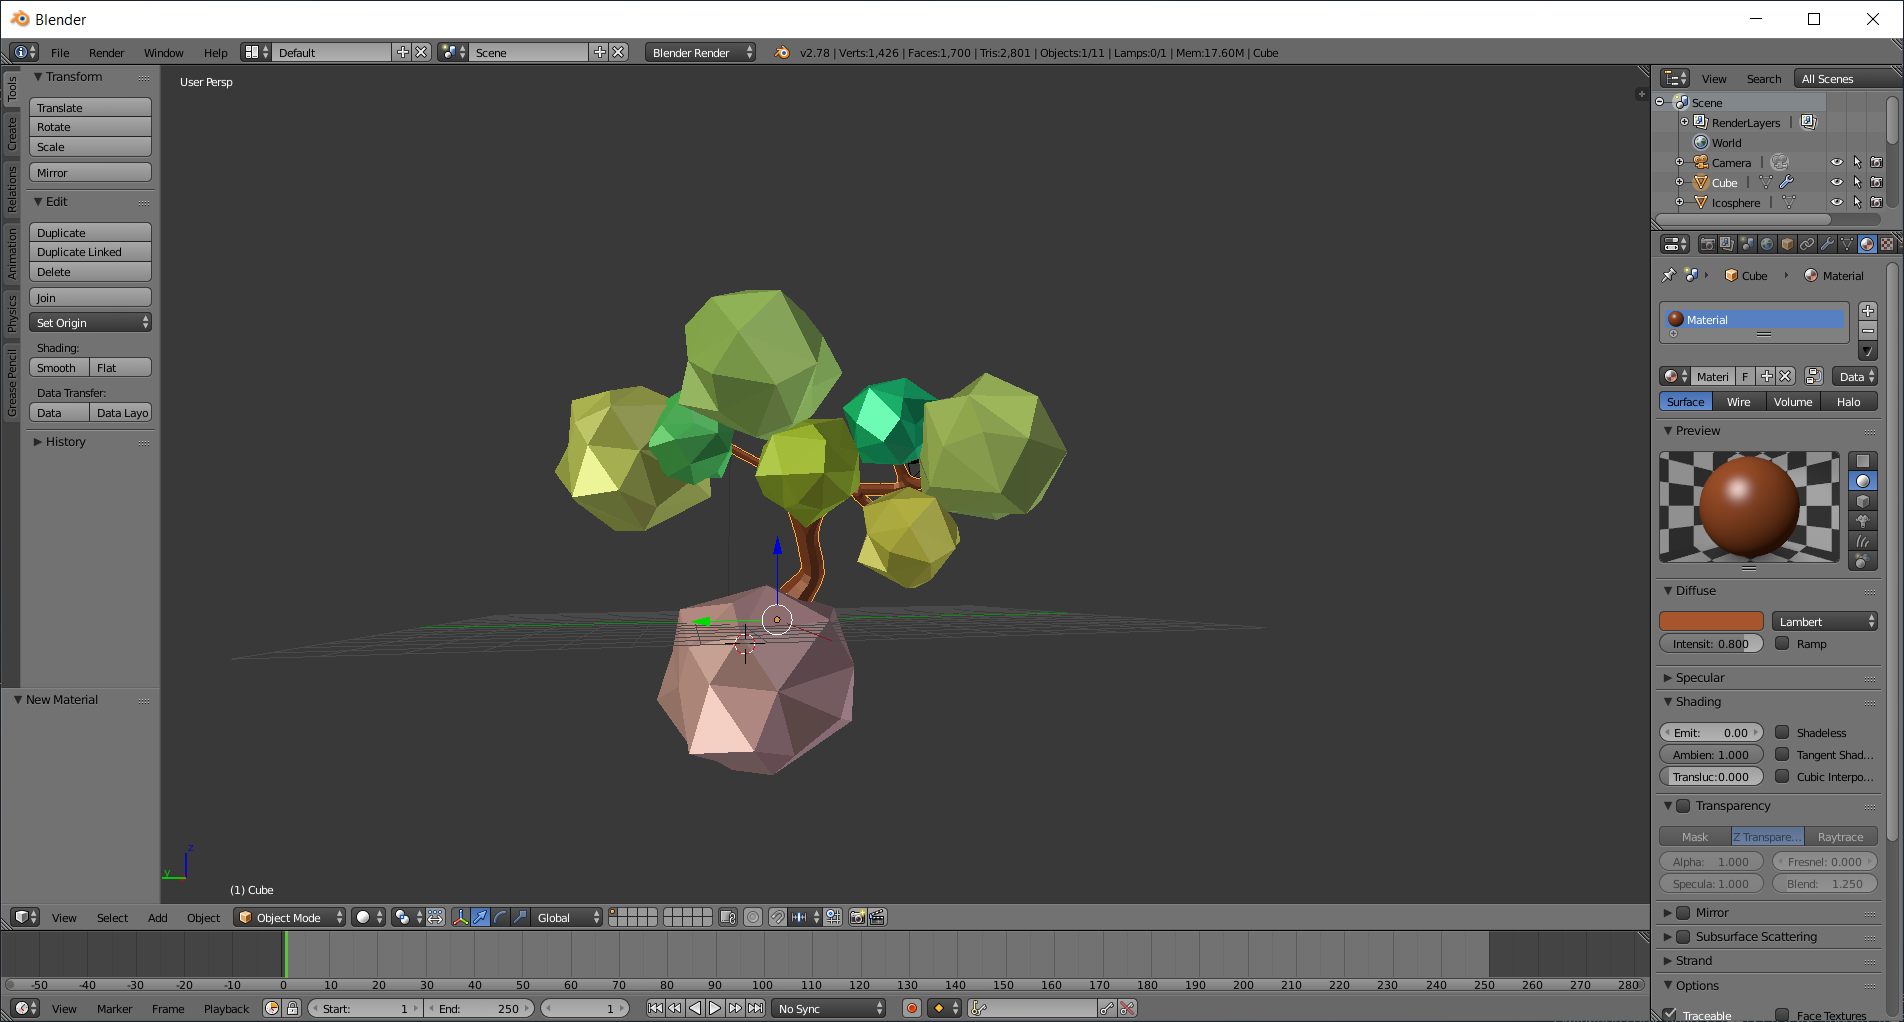 Blender
File Render Window Help Default Scene Blender Render v2.78 | Verts:1,426 | Faces:1,700 | Tris:2,801 | Objects:1/11 | Lamps:0/1 | Mem:17.60M | Cube
Tools
Create
Relations
Animation
Physics
Grease Pencil
Transform
Translate
Rotate
Scale
Mirror
Edit
Duplicate
Duplicate Linked
Delete
Join
Set Origin
Shading:
Smooth Flat
Data Transfer:
Data Data Layo
History
New Material
User Persp
z
y
(1) Cube
View Select Add Object Object Mode Global
-50 -40 -30 -20 -10 0 10 20 30 40 50 60 70 80 90 100 110 120 130 140 150 160 170 180 190 200 210 220 230 240 250 260 270 280
View Marker Frame Playback Start: 1 End: 250 1 No Sync
View Search All Scenes
Scene
RenderLayers |
World
Camera |
Cube |
Icosphere |
Cube Material
Material
Materi F Data
Surface Wire Volume Halo
Preview
Diffuse
Lambert
Intensit: 0.800 Ramp
Specular
Shading
Emit: 0.00 Shadeless
Ambien: 1.000 Tangent Shad...
Transluc:0.000 Cubic Interpo...
Transparency
Mask Z Transpare... Raytrace
Alpha: 1.000 Fresnel: 0.000
Specula: 1.000 Blend: 1.250
Mirror
Subsurface Scattering
Strand
Options
Traceable Face Textures